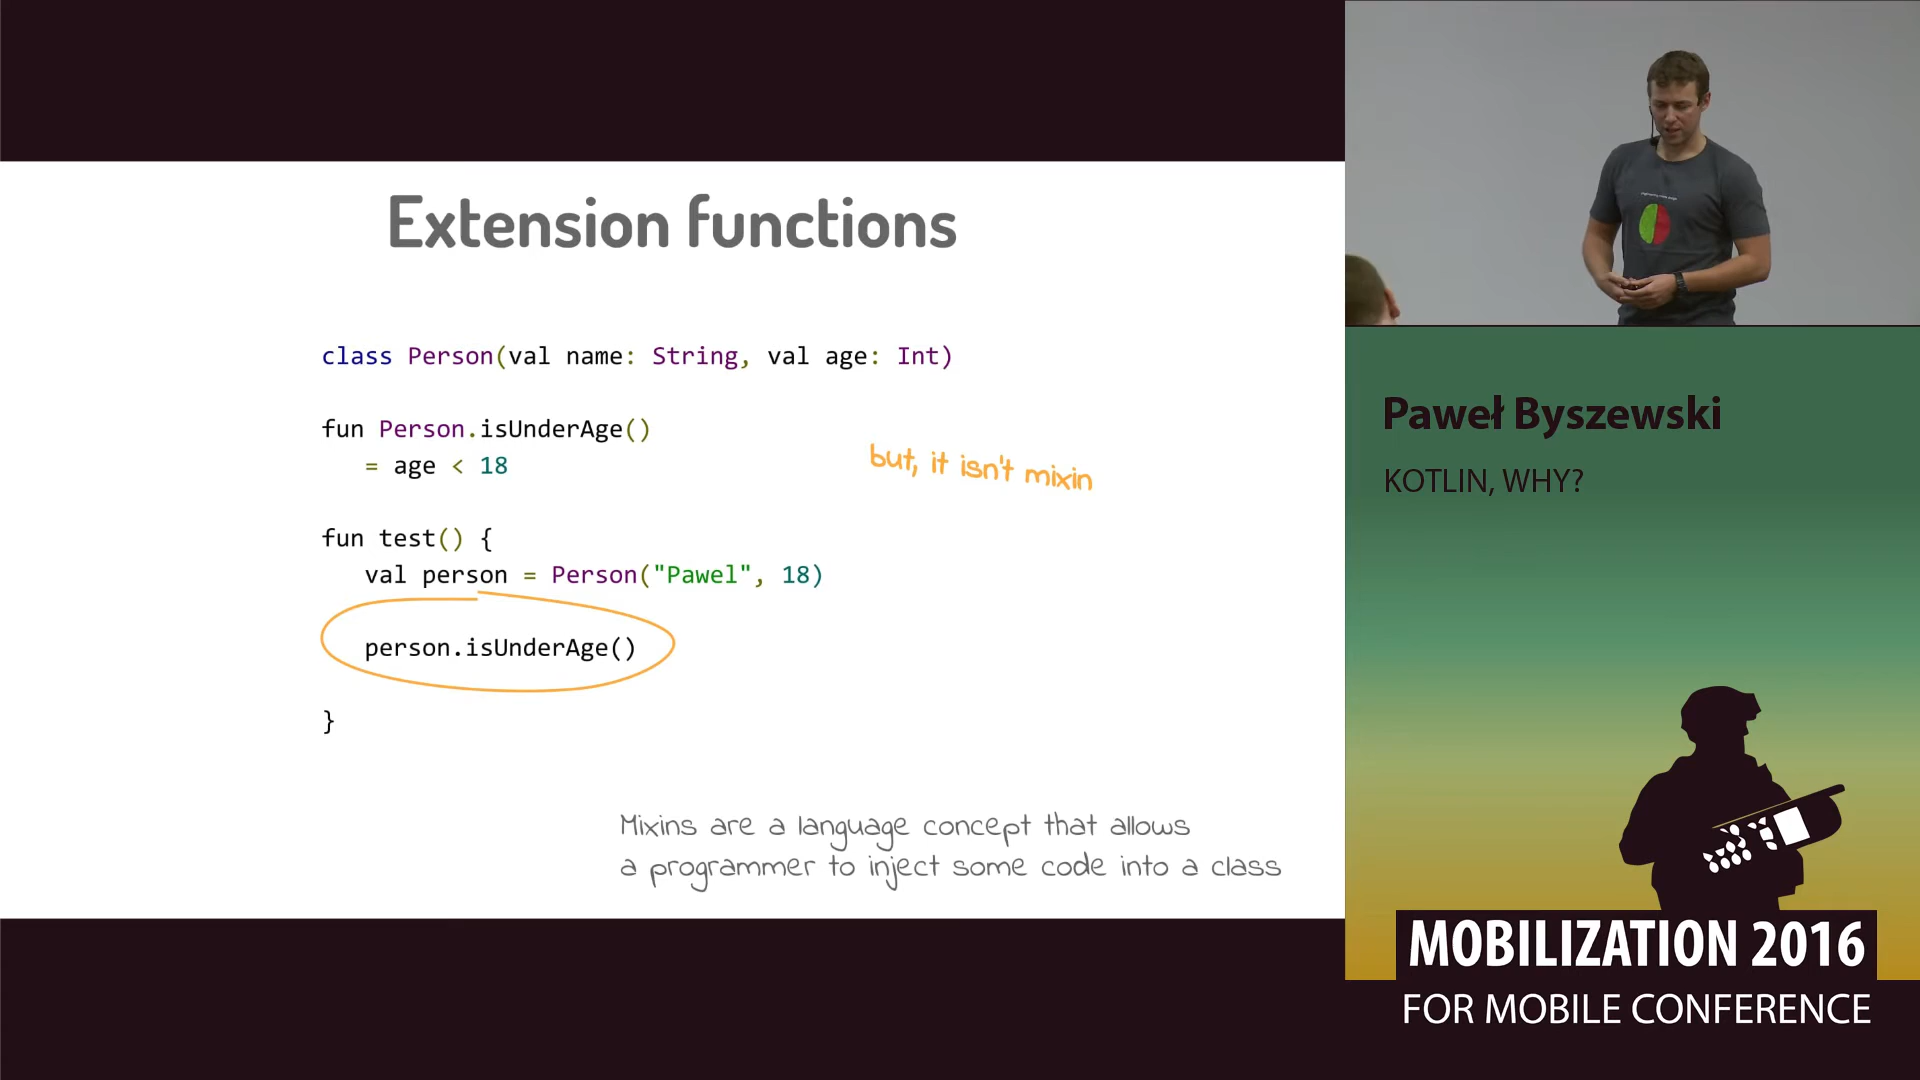 Extension functions
class Person(val name: String, val age: Int)
fun Person.isUnderAge()
= age < 18
but, it isn't mixin
fun test() {
val person = Person("Pawel", 18)
person.isUnderAge()
}
Mixins are a language concept that allows
a programmer to inject some code into a class
Paweł Byszewski
KOTLIN, WHY?
MOBILIZATION 2016
FOR MOBILE CONFERENCE